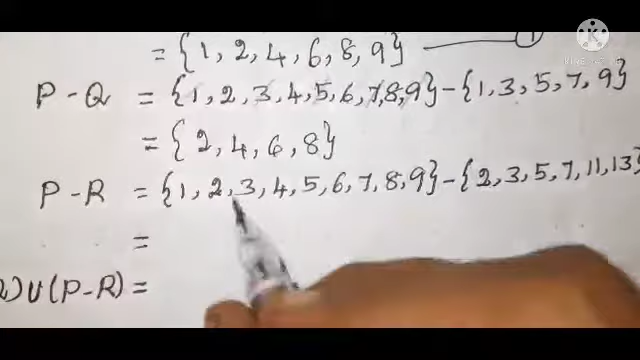 = {1, 2, 4, 6, 8, 9} — 1
P - Q = {1, 2, 3, 4, 5, 6, 7, 8, 9} - {1, 3, 5, 7, 9}
= {2, 4, 6, 8}
P - R = {1, 2, 3, 4, 5, 6, 7, 8, 9} - {2, 3, 5, 7, 11, 13}
=
) ∪ (P - R) =